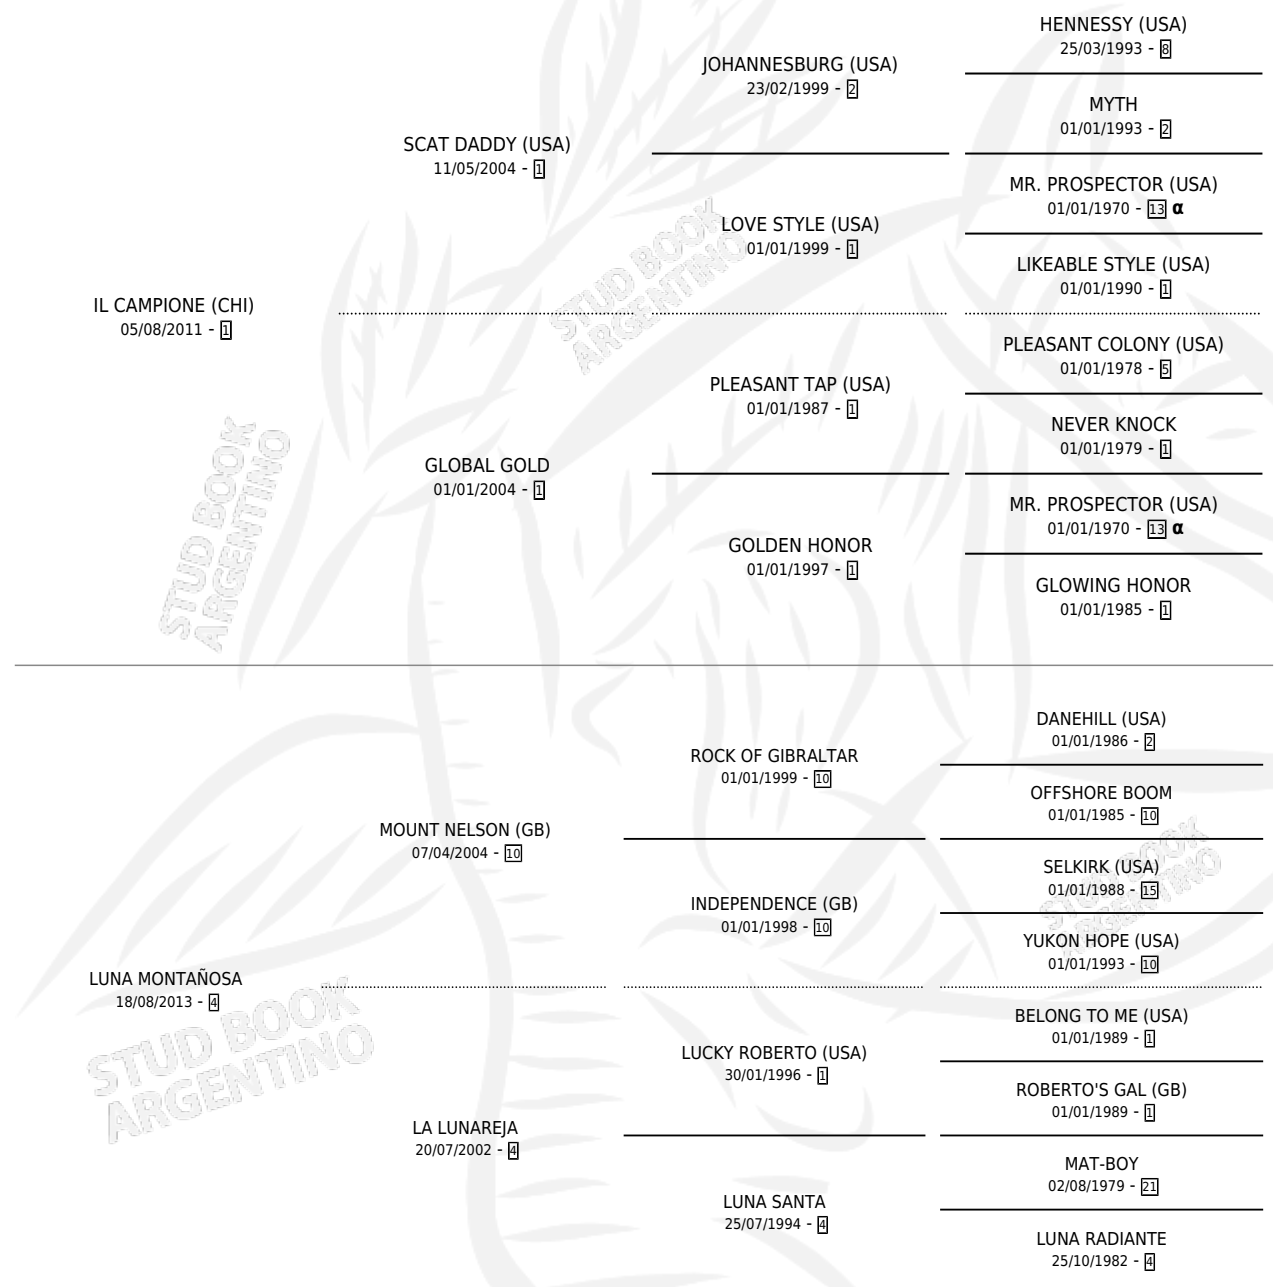 HENNESSY (USA)
25/03/1993 - 8
JOHANNESBURG (USA)
23/02/1999 - 2
MYTH
01/01/1993 - 2
SCAT DADDY (USA)
11/05/2004 - 1
MR. PROSPECTOR (USA)
01/01/1970 - 13 α
LOVE STYLE (USA)
01/01/1999 - 1
LIKEABLE STYLE (USA)
01/01/1990 - 1
IL CAMPIONE (CHI)
05/08/2011 - 1
PLEASANT COLONY (USA)
01/01/1978 - 5
PLEASANT TAP (USA)
01/01/1987 - 1
NEVER KNOCK
01/01/1979 - 1
GLOBAL GOLD
01/01/2004 - 1
MR. PROSPECTOR (USA)
01/01/1970 - 13 α
GOLDEN HONOR
01/01/1997 - 1
GLOWING HONOR
01/01/1985 - 1
DANEHILL (USA)
01/01/1986 - 2
ROCK OF GIBRALTAR
01/01/1999 - 10
OFFSHORE BOOM
01/01/1985 - 10
MOUNT NELSON (GB)
07/04/2004 - 10
SELKIRK (USA)
01/01/1988 - 15
INDEPENDENCE (GB)
01/01/1998 - 10
YUKON HOPE (USA)
01/01/1993 - 10
LUNA MONTAÑOSA
18/08/2013 - 4
BELONG TO ME (USA)
01/01/1989 - 1
LUCKY ROBERTO (USA)
30/01/1996 - 1
ROBERTO'S GAL (GB)
01/01/1989 - 1
LA LUNAREJA
20/07/2002 - 4
MAT-BOY
02/08/1979 - 21
LUNA SANTA
25/07/1994 - 4
LUNA RADIANTE
25/10/1982 - 4
STUD BOOK
ARGENTINO
STUD BOOK
ARGENTINO
STUD BOOK
ARGENTINO
STUD BOOK
ARGENTINO